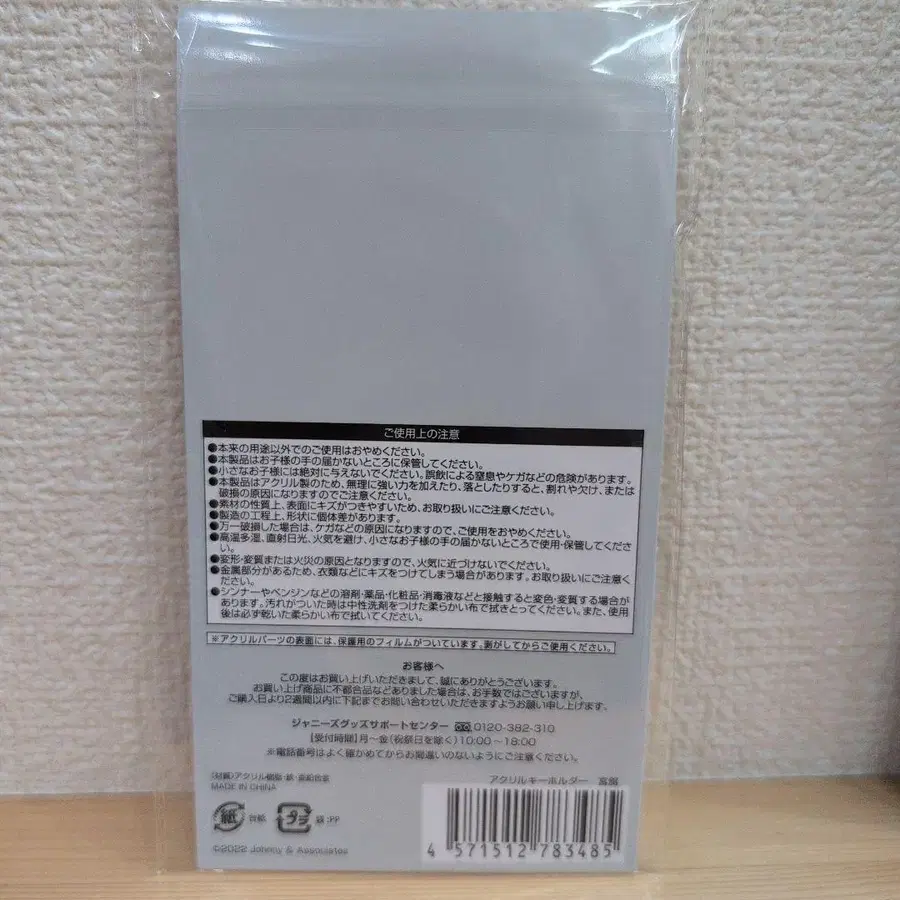 ご使用上の注意
●本来の用途以外でのご使用はおやめください。
●本製品はお子様の手の届かないところに保管してください。
●小さなお子様には絶対に与えないでください。誤飲による窒息やケガなどの危険があります。
●本製品はアクリル製のため、無理に強い力を加えたり、落としたりすると、割れや欠け、または
破損の原因になりますのでご注意ください。
●素材の性質上、表面にキズがつきやすいため、お取り扱いにご注意ください。
●製造の工程上、形状に個体差があります。
●万一破損した場合は、ケガなどの原因になりますので、ご使用をおやめください。
●高温多湿、直射日光、火気を避け、小さなお子様の手の届かないところで使用・保管してくださ
い。
●変形・変質または火災の原因となりますので、火気に近づけないでください。
●金属部分があるため、衣類などにキズをつけてしまう場合があります。お取り扱いにご注意く
ださい。
●シンナーやベンジンなどの溶剤・薬品・化粧品・消毒液などと接触すると変色・変質する場合が
あります。汚れがついた時は中性洗剤をつけた柔らかい布で拭きとってください。また、使用
後は必ず乾いた柔らかい布で拭いてください。
※アクリルパーツの表面には、保護用のフィルムがついています。剥がしてからご使用ください。
お客様へ
この度はお買い上げいただきまして、誠にありがとうございます。
お買い上げ商品に不都合品などありました場合は、お手数ではございますが、
ご購入日より2週間以内に下記までお問い合わせいただきますようお願い申し上げます。
ジャニーズグッズサポートセンター 0120-382-310
【受付時間】月〜金(祝祭日を除く)10:00〜18:00
※電話番号はよく確かめてからお間違いのないようにご注意ください。
(材質)アクリル樹脂・紙・亜鉛合金
MADE IN CHINA
アクリルキーホルダー 宮舘
紙 台紙 プラ 袋:PP
©2022 Johnny & Associates
4 571512 783485